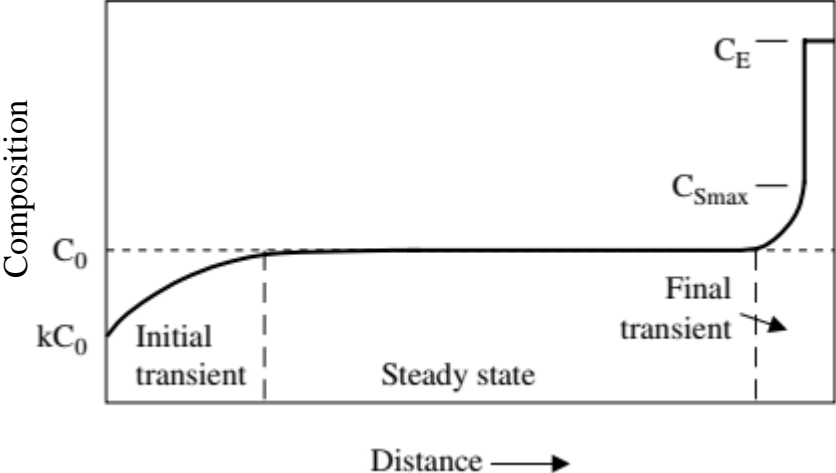 Composition
C_E
C_Smax
C_0
kC_0
Initial
transient
Steady state
Final
transient
Distance